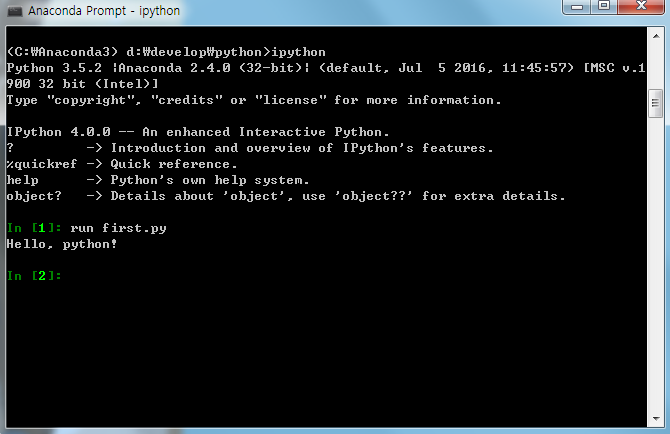 Anaconda Prompt - ipython
(C:₩Anaconda3) d:₩develop₩python>ipython
Python 3.5.2 |Anaconda 2.4.0 (32-bit)| (default, Jul  5 2016, 11:45:57) [MSC v.1
900 32 bit (Intel)]
Type "copyright", "credits" or "license" for more information.
IPython 4.0.0 -- An enhanced Interactive Python.
?         -> Introduction and overview of IPython's features.
%quickref -> Quick reference.
help      -> Python's own help system.
object?   -> Details about 'object', use 'object??' for extra details.
In [1]: run first.py
Hello, python!
In [2]: